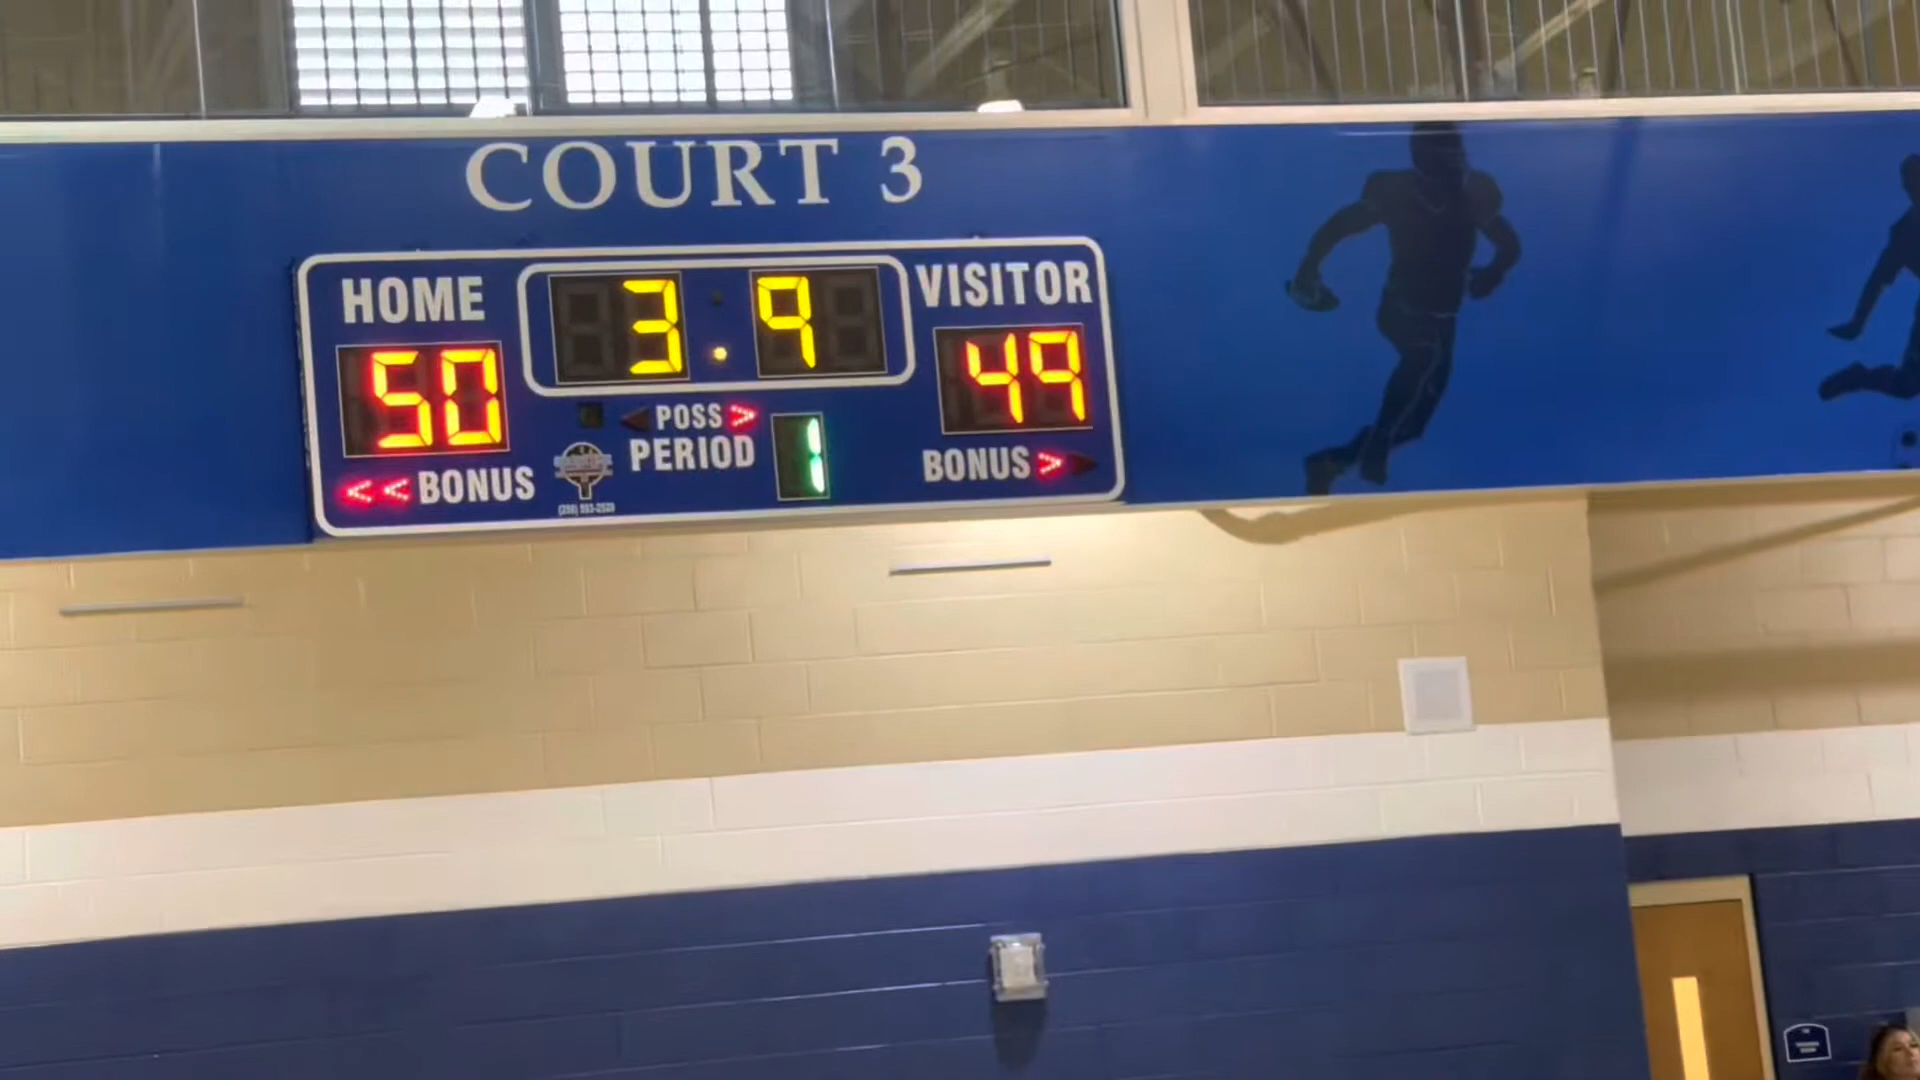 COURT 3
HOME 3.9 VISITOR
50 49
< POSS >
PERIOD 1
<< BONUS BONUS >